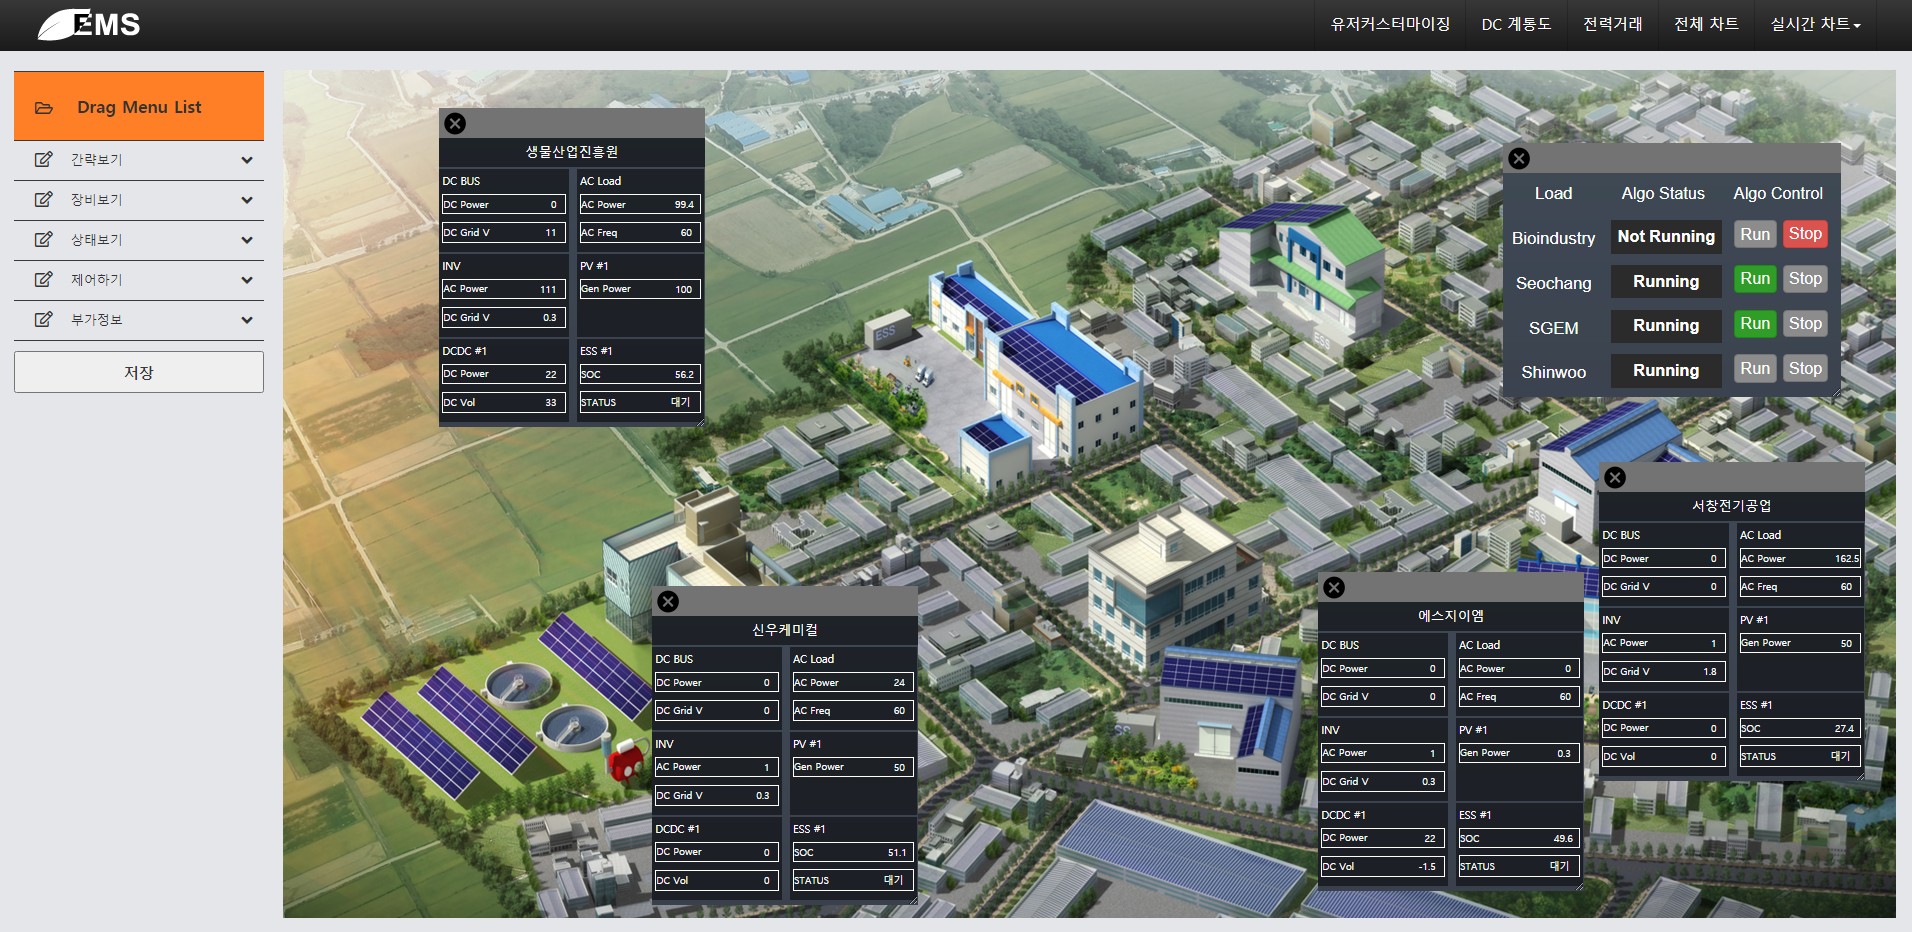 EMS
유저커스터마이징
DC 계통도
전력거래
전체 차트
실시간 차트
Drag Menu List
간략보기
장비보기
상태보기
제어하기
부가정보
저장
생물산업진흥원
DC BUS
DC Power 0
DC Grid V 11
AC Load
AC Power 99.4
AC Freq 60
INV
AC Power 111
DC Grid V 0.3
PV #1
Gen Power 100
DCDC #1
DC Power 22
DC Vol 33
ESS #1
SOC 56.2
STATUS 대기
Load Algo Status Algo Control
Bioindustry Not Running Run Stop
Seochang Running Run Stop
SGEM Running Run Stop
Shinwoo Running Run Stop
ESS
ESS
ESS
ESS
서창전기공업
DC BUS
DC Power 0
DC Grid V 0
AC Load
AC Power 162.5
AC Freq 60
INV
AC Power 1
DC Grid V 1.8
PV #1
Gen Power 50
DCDC #1
DC Power 0
DC Vol 0
ESS #1
SOC 27.4
STATUS 대기
에스지이엠
DC BUS
DC Power 0
DC Grid V 0
AC Load
AC Power 0
AC Freq 60
INV
AC Power 1
DC Grid V 0.3
PV #1
Gen Power 0.3
DCDC #1
DC Power 22
DC Vol -1.5
ESS #1
SOC 49.6
STATUS 대기
신우케미컬
DC BUS
DC Power 0
DC Grid V 0
AC Load
AC Power 24
AC Freq 60
INV
AC Power 1
DC Grid V 0.3
PV #1
Gen Power 50
DCDC #1
DC Power 0
DC Vol 0
ESS #1
SOC 51.1
STATUS 대기